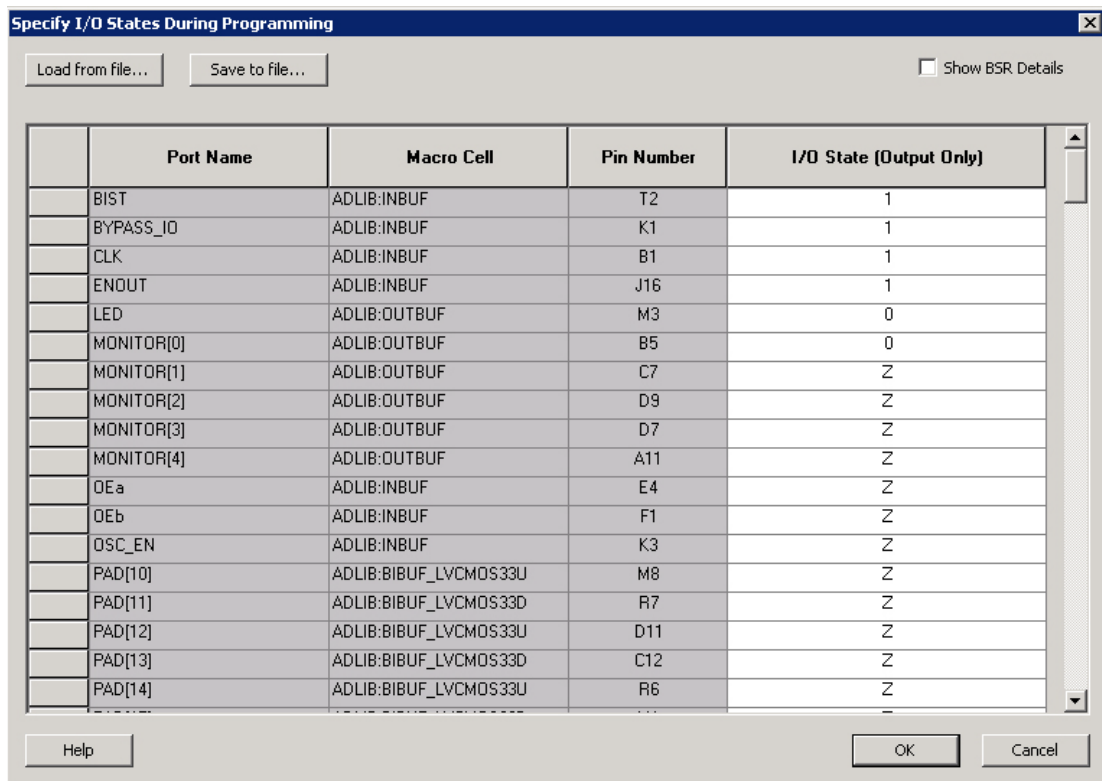 Specify I/O States During Programming
Load from file... Save to file... Show BSR Details
Port Name Macro Cell Pin Number I/O State (Output Only)
BIST ADLIB:INBUF T2 1
BYPASS_IO ADLIB:INBUF K1 1
CLK ADLIB:INBUF B1 1
ENOUT ADLIB:INBUF J16 1
LED ADLIB:OUTBUF M3 0
MONITOR[0] ADLIB:OUTBUF B5 0
MONITOR[1] ADLIB:OUTBUF C7 Z
MONITOR[2] ADLIB:OUTBUF D9 Z
MONITOR[3] ADLIB:OUTBUF D7 Z
MONITOR[4] ADLIB:OUTBUF A11 Z
OEa ADLIB:INBUF E4 Z
OEb ADLIB:INBUF F1 Z
OSC_EN ADLIB:INBUF K3 Z
PAD[10] ADLIB:BIBUF_LVCMOS33U M8 Z
PAD[11] ADLIB:BIBUF_LVCMOS33D R7 Z
PAD[12] ADLIB:BIBUF_LVCMOS33U D11 Z
PAD[13] ADLIB:BIBUF_LVCMOS33D C12 Z
PAD[14] ADLIB:BIBUF_LVCMOS33U R6 Z
Help OK Cancel